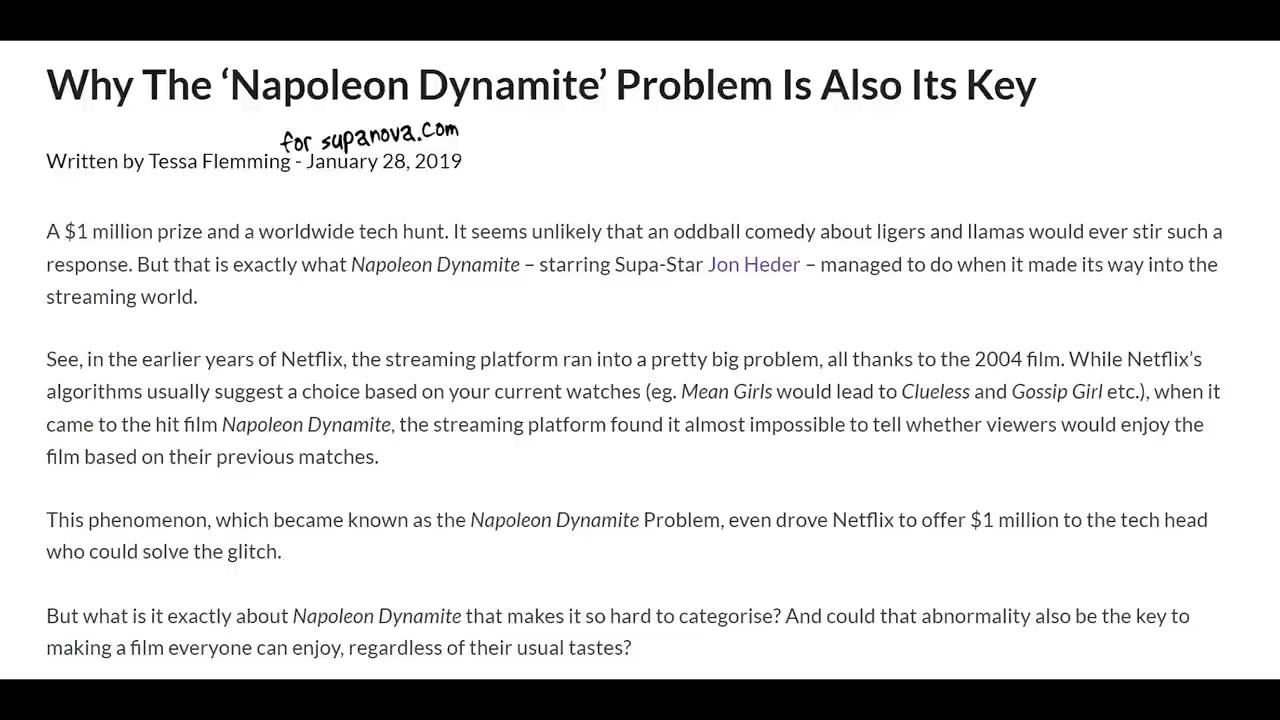 Why The ‘Napoleon Dynamite’ Problem Is Also Its Key
for supanova.com
Written by Tessa Flemming - January 28, 2019
A $1 million prize and a worldwide tech hunt. It seems unlikely that an oddball comedy about ligers and llamas would ever stir such a
response. But that is exactly what Napoleon Dynamite – starring Supa-Star Jon Heder – managed to do when it made its way into the
streaming world.
See, in the earlier years of Netflix, the streaming platform ran into a pretty big problem, all thanks to the 2004 film. While Netflix’s
algorithms usually suggest a choice based on your current watches (eg. Mean Girls would lead to Clueless and Gossip Girl etc.), when it
came to the hit film Napoleon Dynamite, the streaming platform found it almost impossible to tell whether viewers would enjoy the
film based on their previous matches.
This phenomenon, which became known as the Napoleon Dynamite Problem, even drove Netflix to offer $1 million to the tech head
who could solve the glitch.
But what is it exactly about Napoleon Dynamite that makes it so hard to categorise? And could that abnormality also be the key to
making a film everyone can enjoy, regardless of their usual tastes?